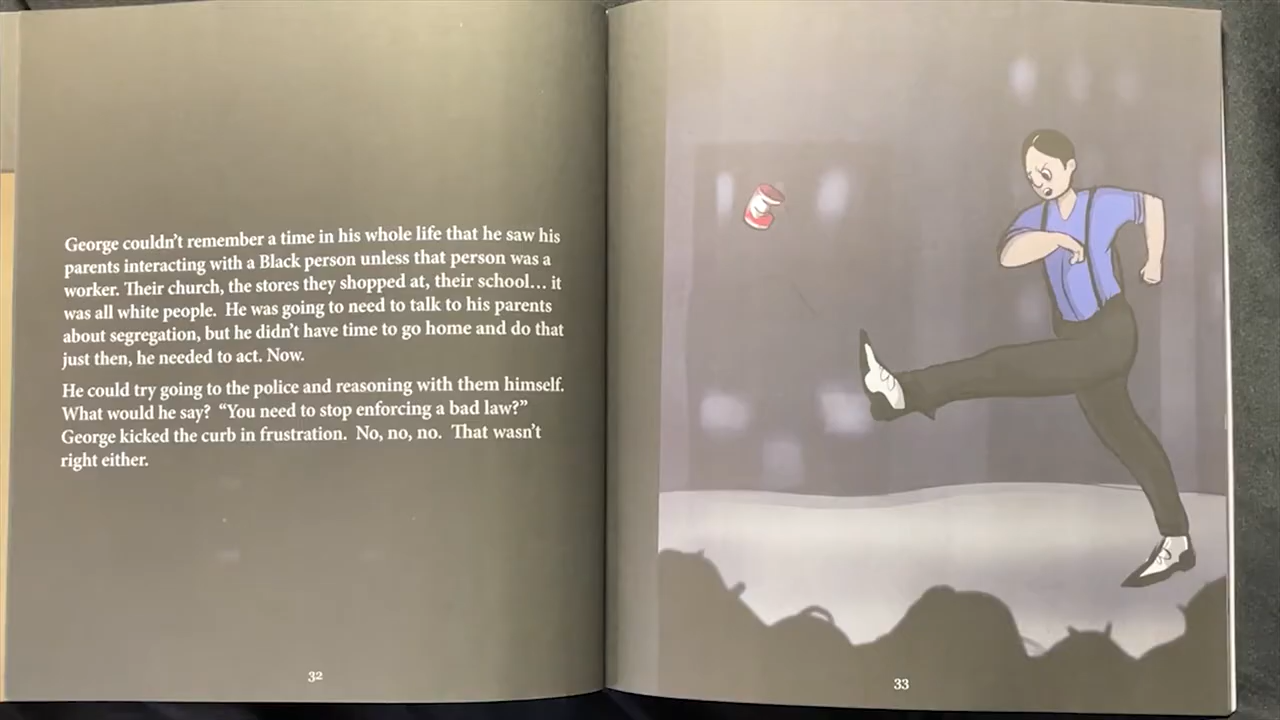 George couldn’t remember a time in his whole life that he saw his
parents interacting with a Black person unless that person was a
worker. Their church, the stores they shopped at, their school… it
was all white people.  He was going to need to talk to his parents
about segregation, but he didn’t have time to go home and do that
just then, he needed to act. Now.
He could try going to the police and reasoning with them himself.
What would he say?  “You need to stop enforcing a bad law?”
George kicked the curb in frustration.  No, no, no.  That wasn’t
right either.
32
33